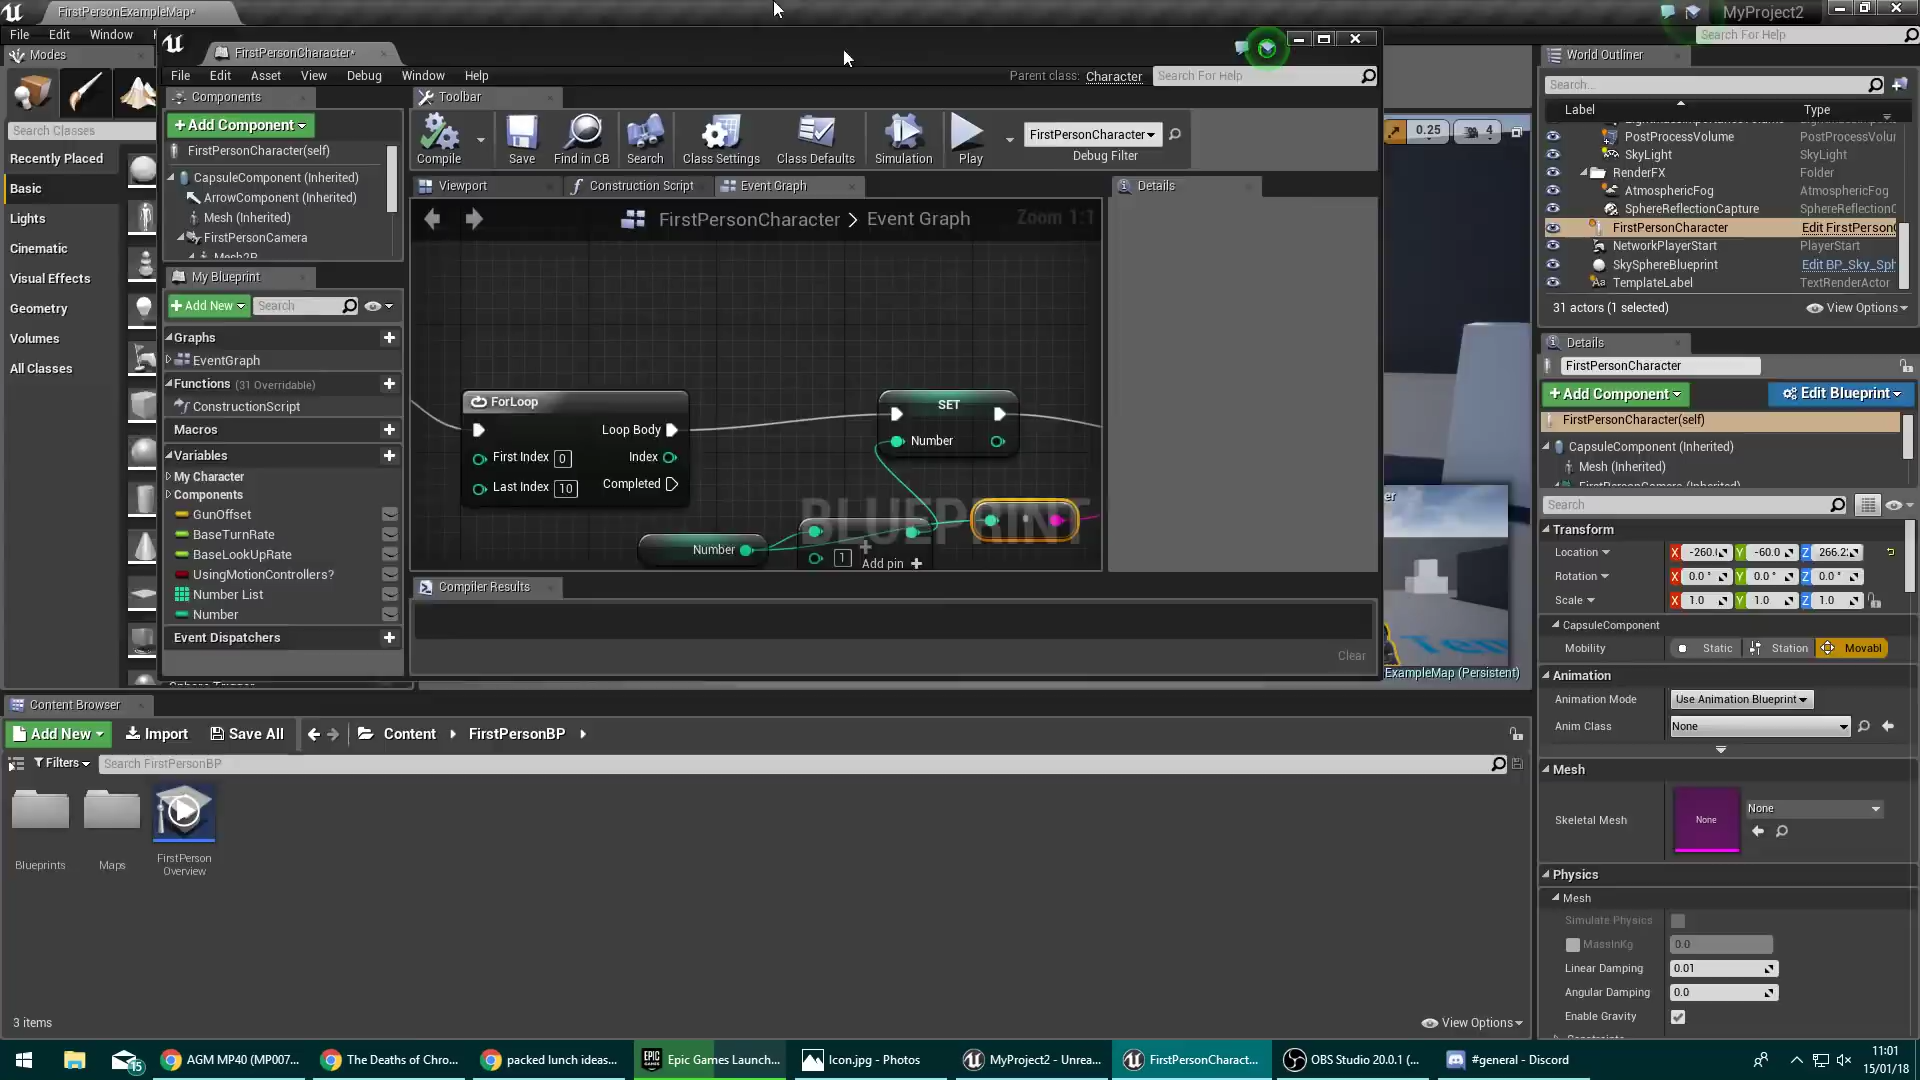 FirstPersonExampleMap*
MyProject2
File Edit Window
Search For Help
Modes
Search Classes
Recently Placed
Basic
Lights
Cinematic
Visual Effects
Geometry
Volumes
All Classes
FirstPersonCharacter*
File Edit Asset View Debug Window Help
Parent class: Character
Search For Help
Components
+Add Component
FirstPersonCharacter(self)
CapsuleComponent (Inherited)
ArrowComponent (Inherited)
Mesh (Inherited)
FirstPersonCamera
Mesh2P
My Blueprint
+Add New
Search
Graphs
EventGraph
Functions (31 Overridable)
ConstructionScript
Macros
Variables
My Character
Components
GunOffset
BaseTurnRate
BaseLookUpRate
UsingMotionControllers?
Number List
Number
Event Dispatchers
Toolbar
Compile
Save
Find in CB
Search
Class Settings
Class Defaults
Simulation
Play
FirstPersonCharacter
Debug Filter
Viewport
Construction Script
Event Graph
FirstPersonCharacter > Event Graph
Zoom 1:1
ForLoop
Loop Body
First Index 0
Index
Last Index 10
Completed
SET
Number
BLUEPRINT
Number
1
Add pin +
Details
Compiler Results
Clear
0.25
4
ExampleMap (Persistent)
World Outliner
Search...
Label
Type
PostProcessVolume
PostProcessVolu
SkyLight
SkyLight
RenderFX
Folder
AtmosphericFog
AtmosphericFog
SphereReflectionCapture
SphereReflectionC
FirstPersonCharacter
Edit FirstPersonC
NetworkPlayerStart
PlayerStart
SkySphereBlueprint
Edit BP_Sky_Sph
TemplateLabel
TextRenderActor
31 actors (1 selected)
View Options
Details
FirstPersonCharacter
+Add Component
Edit Blueprint
FirstPersonCharacter(self)
CapsuleComponent (Inherited)
Mesh (Inherited)
FirstPersonCamera (Inherited)
Search
Transform
Location X -260.( Y -60.0 Z 266.2
Rotation X 0.0 ° Y 0.0 ° Z 0.0 °
Scale X 1.0 Y 1.0 Z 1.0
CapsuleComponent
Mobility Static Station Movabl
Animation
Animation Mode Use Animation Blueprint
Anim Class None
Mesh
Skeletal Mesh None None
Physics
Mesh
Simulate Physics
MassInKg 0.0
Linear Damping 0.01
Angular Damping 0.0
Enable Gravity
Content Browser
Add New
Import
Save All
Content
FirstPersonBP
Filters
Search FirstPersonBP
Blueprints
Maps
FirstPerson
Overview
3 items
View Options
15
AGM MP40 (MP007...
The Deaths of Chro...
packed lunch ideas...
EPIC GAMES
Epic Games Launch...
Icon.jpg - Photos
MyProject2 - Unrea...
FirstPersonCharact...
OBS Studio 20.0.1 (...
#general - Discord
11:01
15/01/18